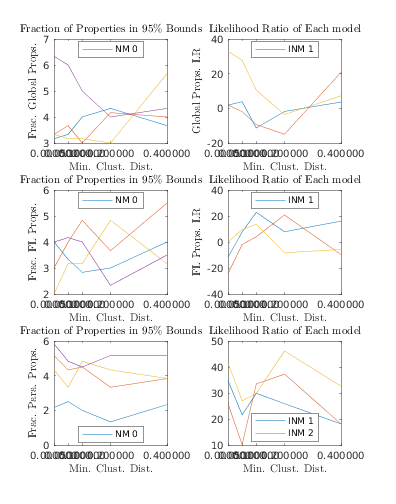 Fraction of Properties in 95% Bounds
Likelihood Ratio of Each model
Frac. Global Props.
7
6
5
4
3
NM 0
0.400000
Min. Clust. Dist.
Global Props. LR
40
20
0
-20
INM 1
0.400000
Min. Clust. Dist.
Fraction of Properties in 95% Bounds
Likelihood Ratio of Each model
Frac. FI. Props.
6
5
4
3
2
NM 0
0.400000
Min. Clust. Dist.
FI. Props. LR
40
20
0
-20
-40
INM 1
0.400000
Min. Clust. Dist.
Fraction of Properties in 95% Bounds
Likelihood Ratio of Each model
Frac. Para. Props.
6
4
2
0
NM 0
0.400000
Min. Clust. Dist.
50
40
30
20
10
INM 1
INM 2
0.400000
Min. Clust. Dist.